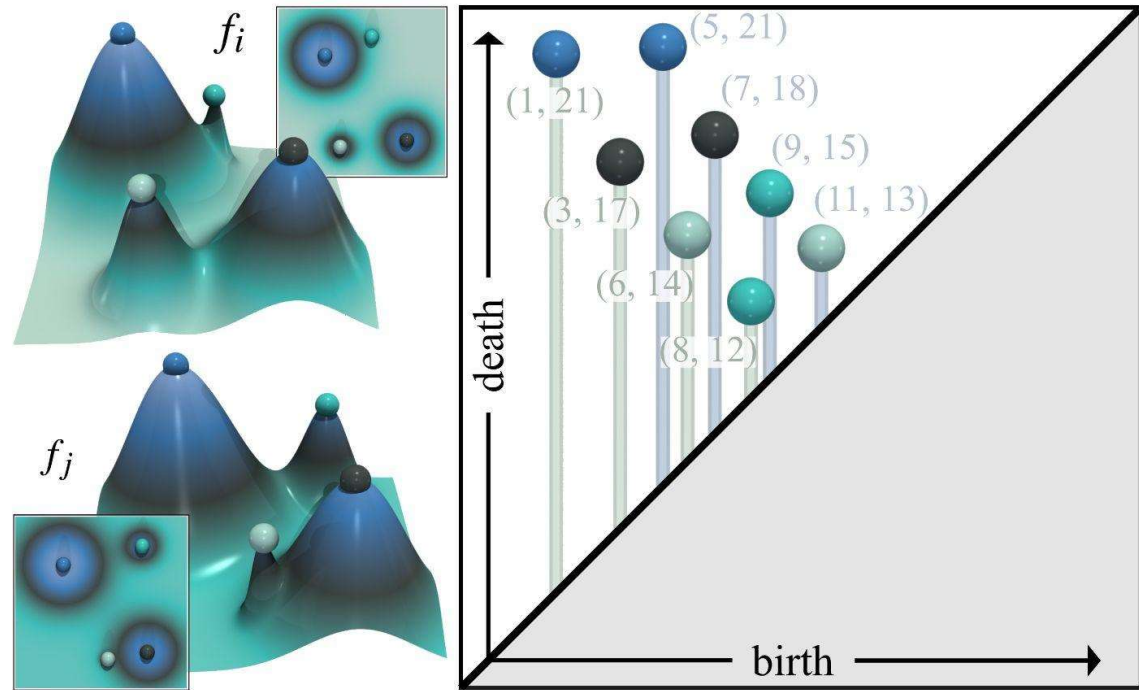 f_i
f_j
(5, 21)
(1, 21)
(7, 18)
(9, 15)
(3, 17)
(11, 13)
(6, 14)
(8, 12)
death
birth